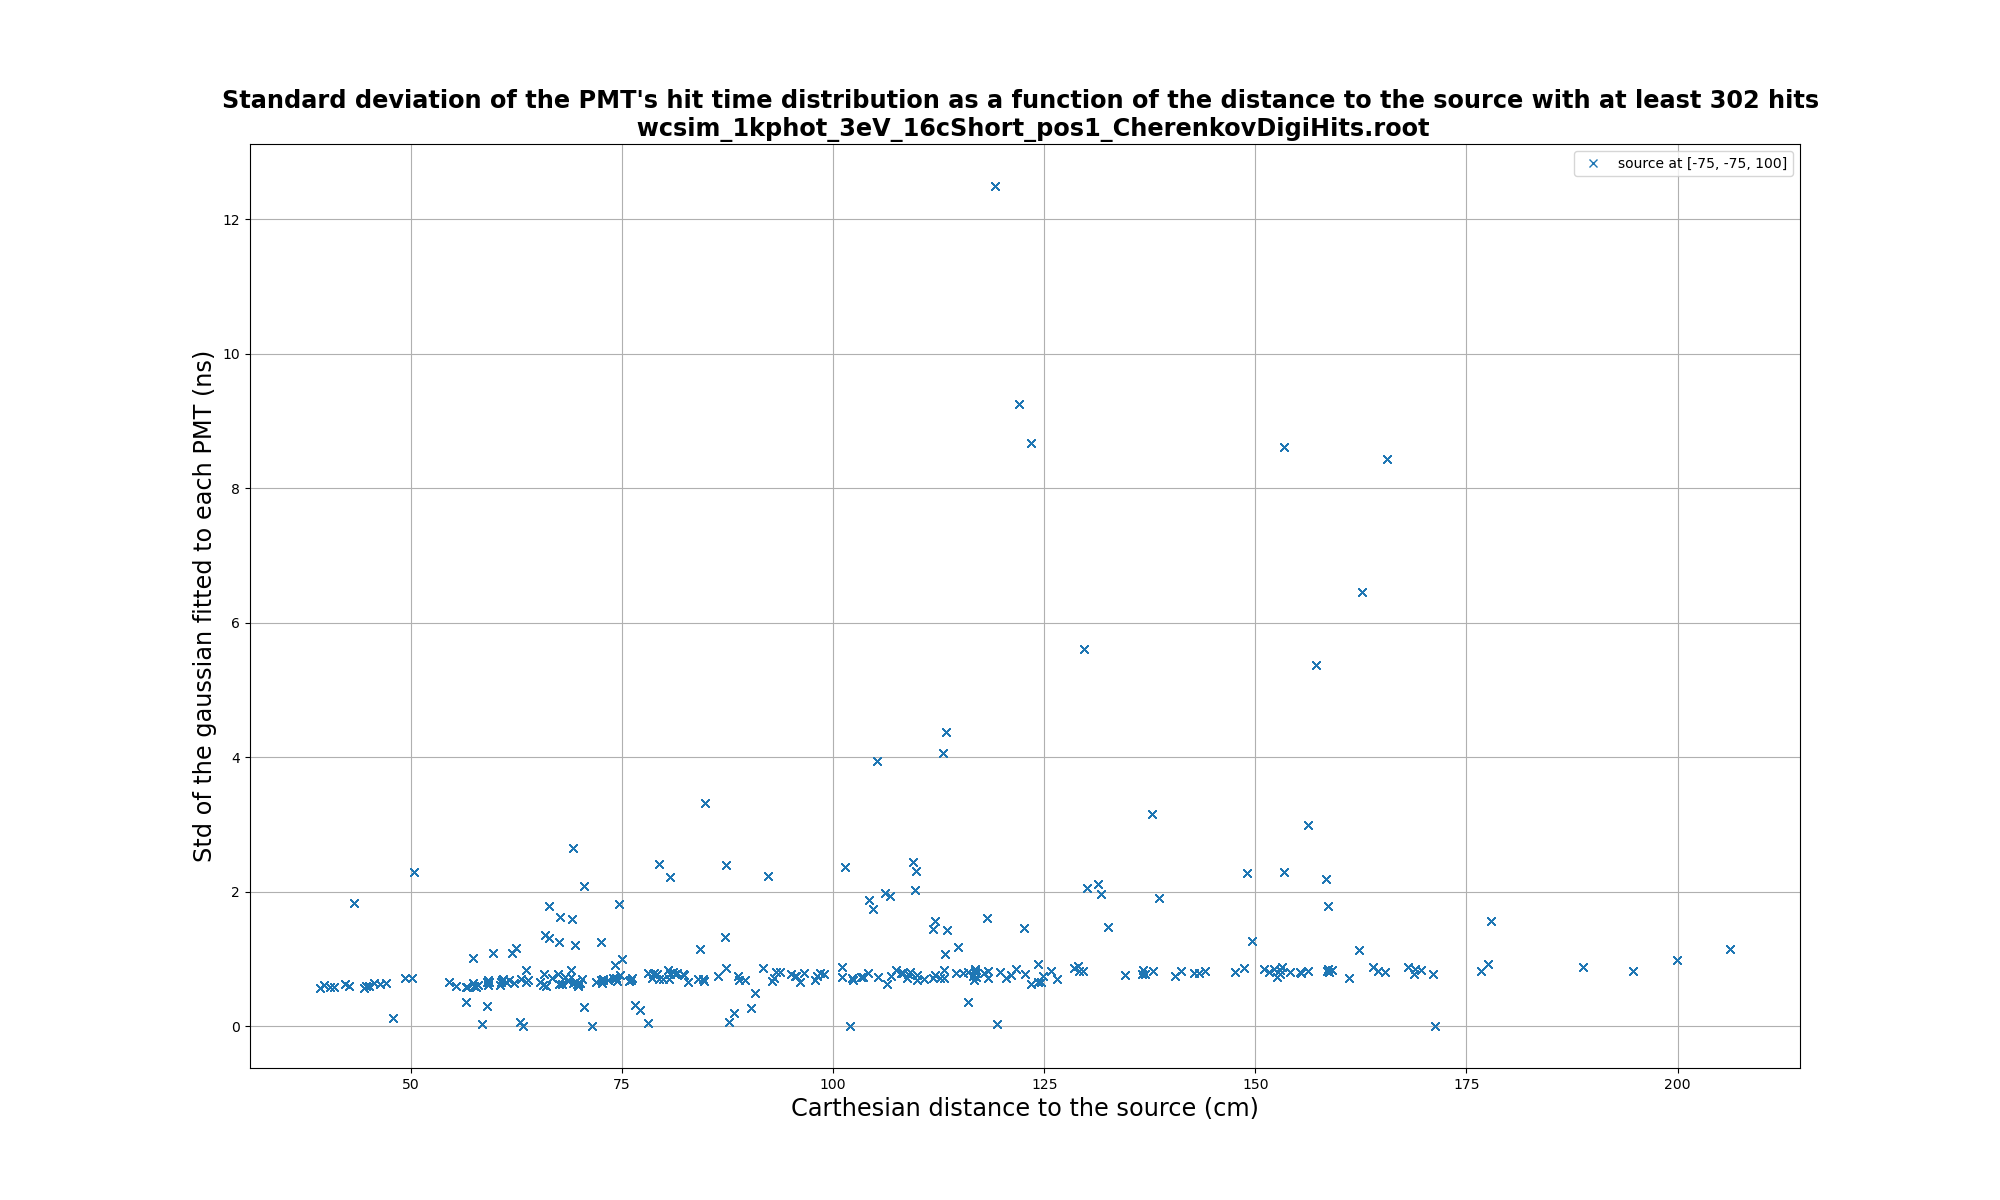 Standard deviation of the PMT's hit time distribution as a function of the distance to the source with at least 302 hits
wcsim_1kphot_3eV_16cShort_pos1_CherenkovDigiHits.root
source at [-75, -75, 100]
Std of the gaussian fitted to each PMT (ns)
12
10
8
6
4
2
0
50 75 100 125 150 175 200
Carthesian distance to the source (cm)